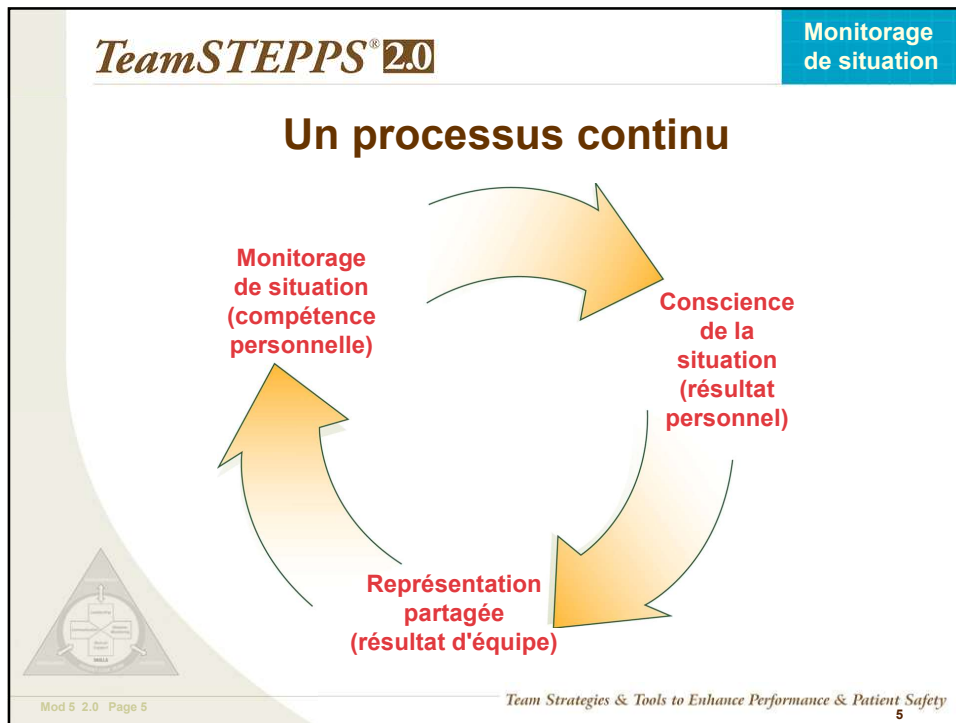 TeamSTEPPS® 2.0
Monitorage
de situation
Un processus continu
Monitorage
de situation
(compétence
personnelle)
Conscience
de la
situation
(résultat
personnel)
Représentation
partagée
(résultat d'équipe)
SKILLS
Mod 5 2.0 Page 5
Team Strategies & Tools to Enhance Performance & Patient Safety
5